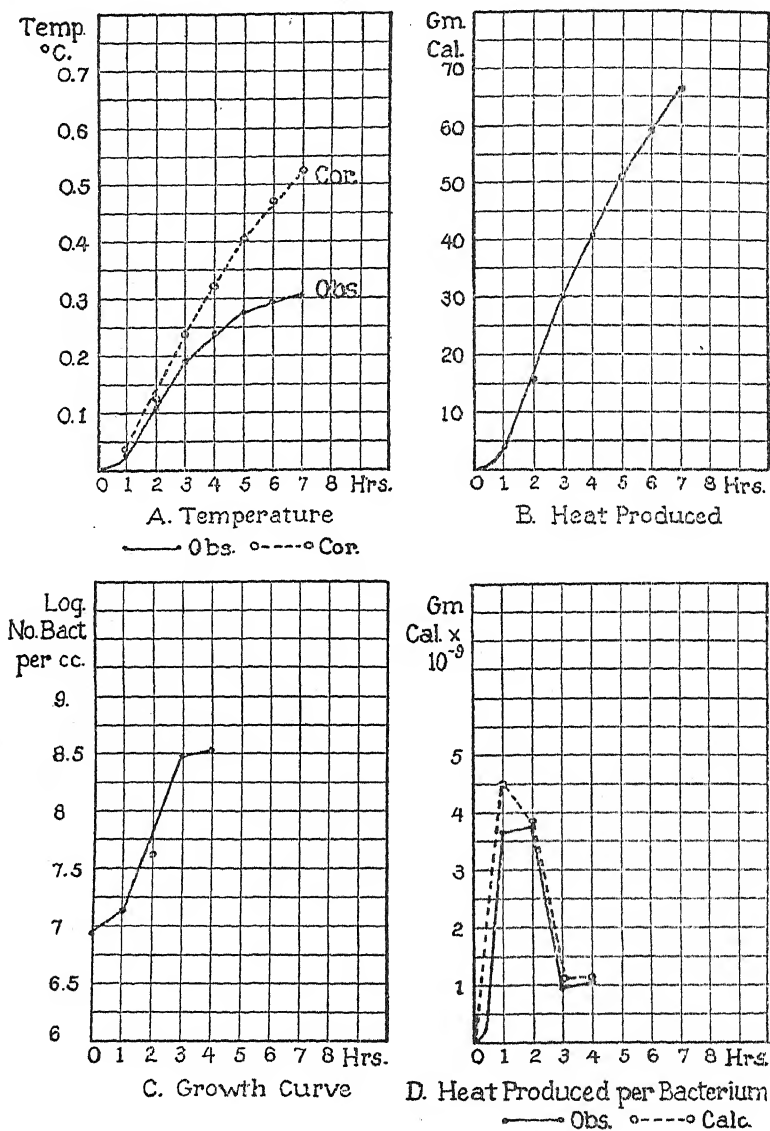 Temp.
°C.
0.7
0.6
0.5
0.4
0.3
0.2
0.1
Cor.
Obs.
0 1 2 3 4 5 6 7 8 Hrs.
A. Temperature
Obs. Cor.
Gm.
Cal.
70
60
50
40
30
20
10
0 1 2 3 4 5 6 7 8 Hrs.
B. Heat Produced
Log.
No. Bact
per cc.
9.
8.5
8
7.5
7
6.5
6
0 1 2 3 4 5 6 7 8 Hrs.
C. Growth Curve
Gm
Cal. x
10⁻⁹
5
4
3
2
1
0 1 2 3 4 5 6 7 8 Hrs.
D. Heat Produced per Bacterium
Obs. Calc.